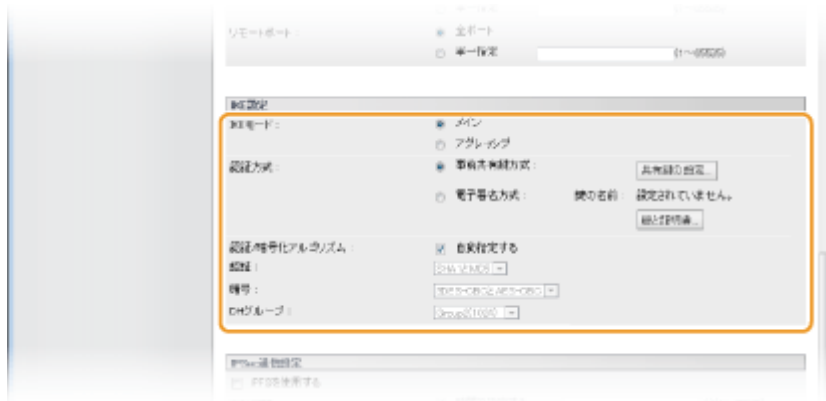 リモートポート：
全ポート
単一指定 (1～65535)
IKE設定
IKEモード：
メイン
アグレッシブ
認証方式：
事前共有鍵方式：
共有鍵の設定...
電子署名方式： 鍵の名前： 設定されていません。
鍵と証明書...
認証/暗号化アルゴリズム：
自動指定する
認証：
暗号：
DHグループ：
IPSec通信設定
PFSを使用する